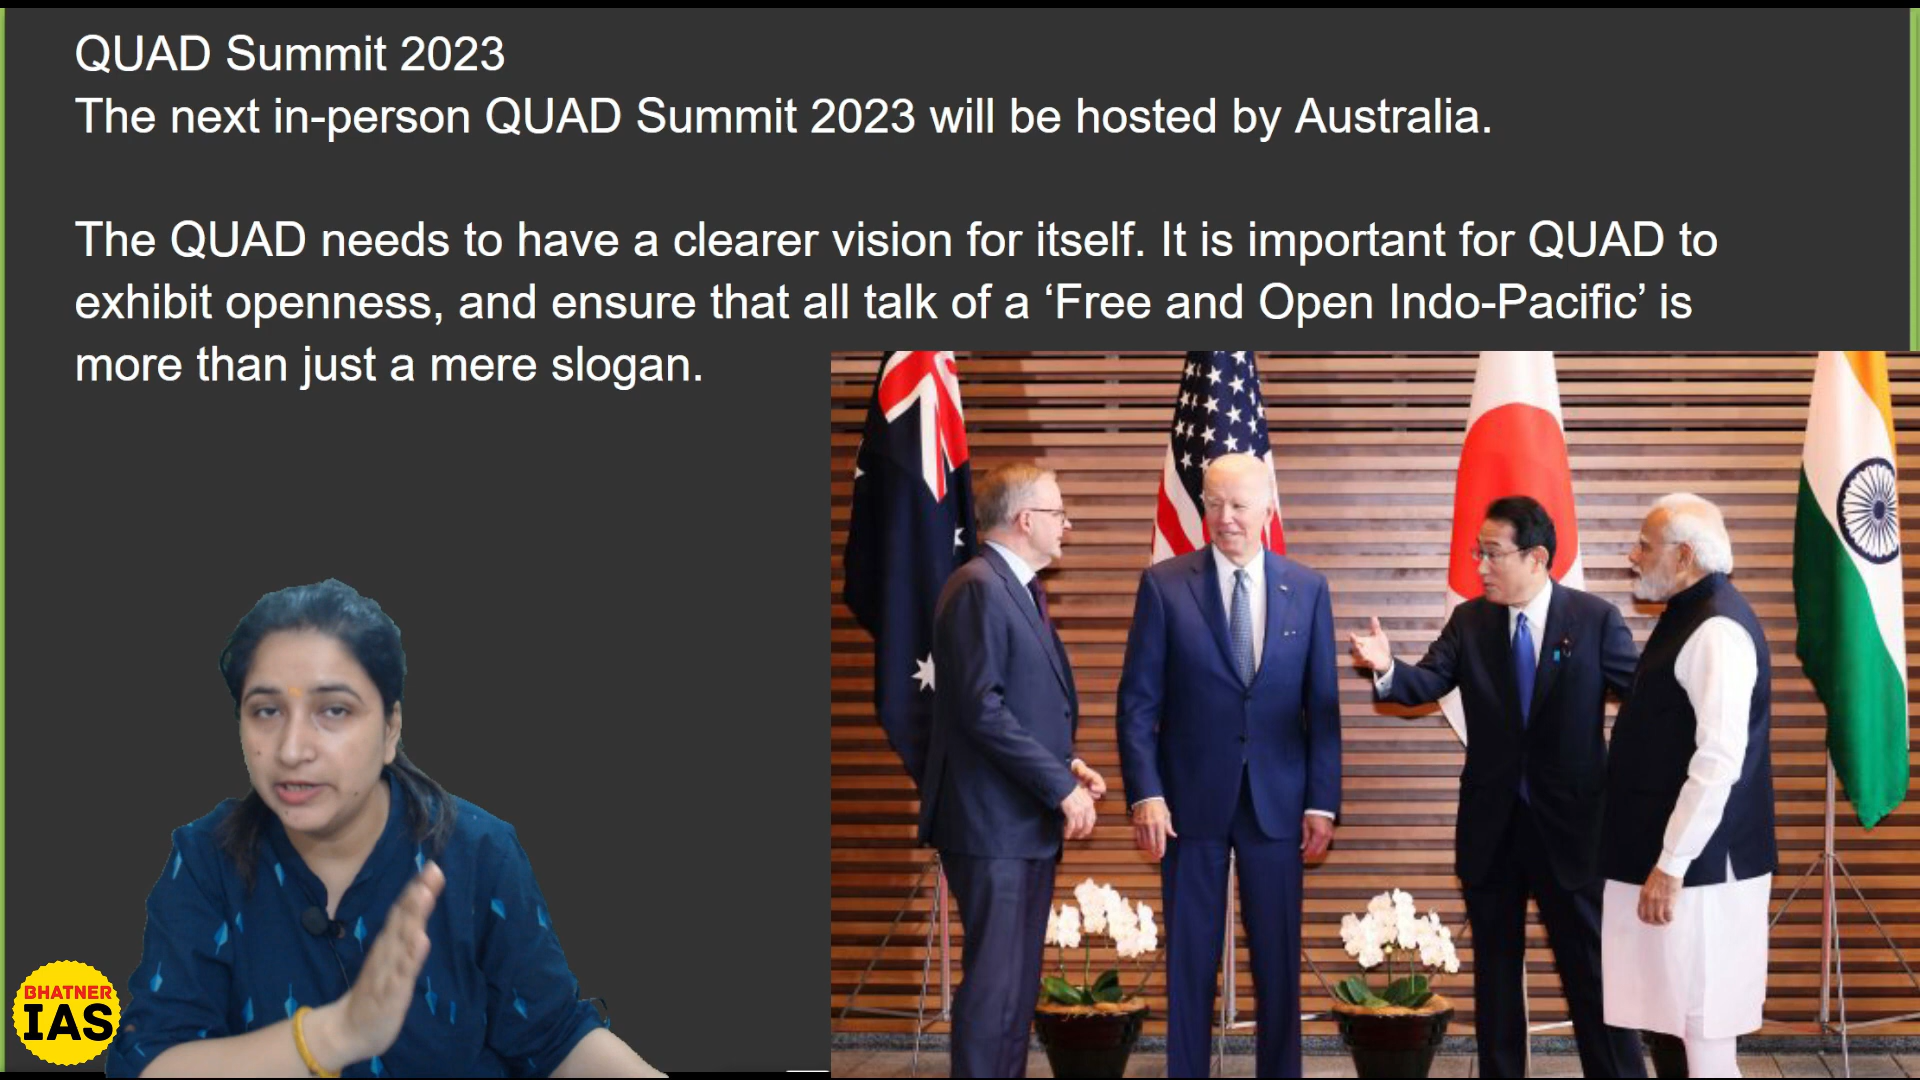 QUAD Summit 2023
The next in-person QUAD Summit 2023 will be hosted by Australia.
The QUAD needs to have a clearer vision for itself. It is important for QUAD to
exhibit openness, and ensure that all talk of a ‘Free and Open Indo-Pacific’ is
more than just a mere slogan.
BHATNER
IAS